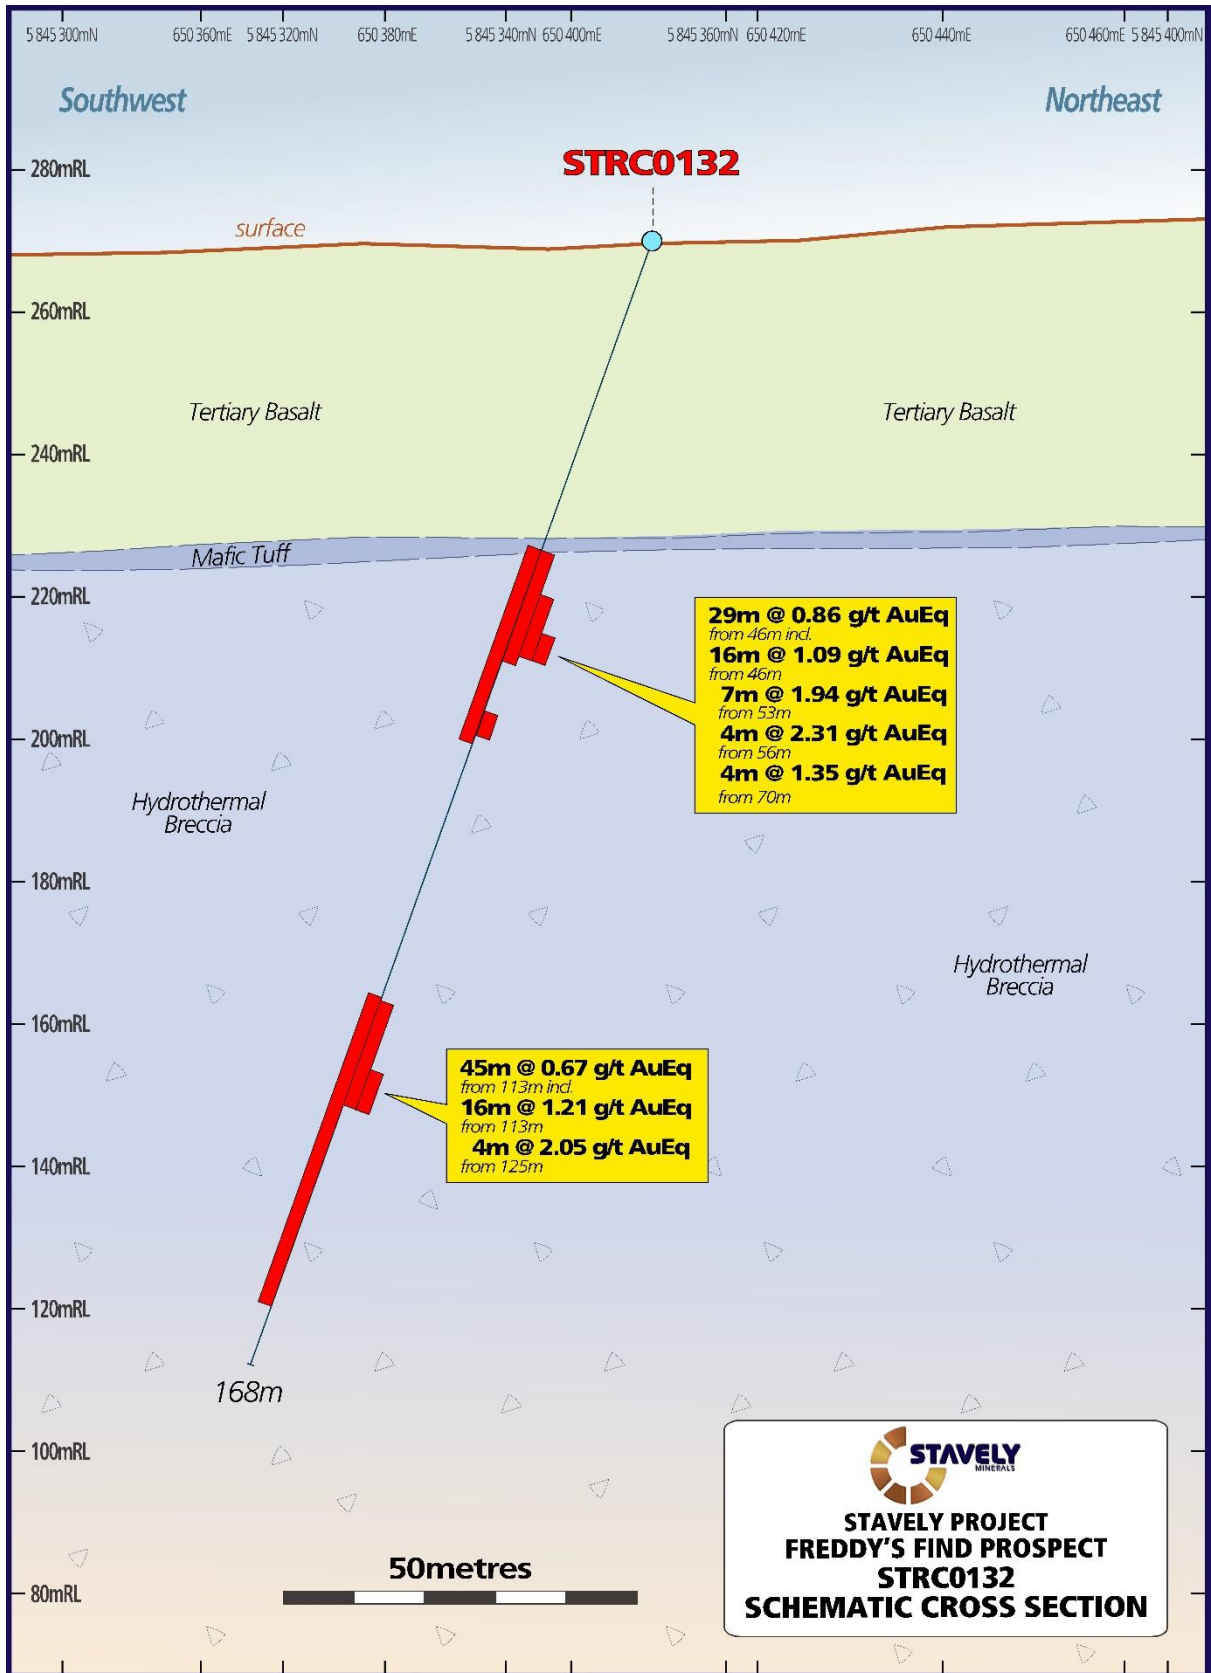 5 845 300mN 650 360mE 5 845 320mN 650 380mE 5 845 340mN 650 400mE 5 845 360mN 650 420mE 650 440mE 650 460mE 5 845 400mN
Southwest
Northeast
STRC0132
280mRL
surface
260mRL
Tertiary Basalt
Tertiary Basalt
240mRL
Mafic Tuff
220mRL
29m @ 0.86 g/t AuEq
from 46m incl.
16m @ 1.09 g/t AuEq
from 46m
7m @ 1.94 g/t AuEq
from 53m
4m @ 2.31 g/t AuEq
from 56m
4m @ 1.35 g/t AuEq
from 70m
200mRL
Hydrothermal
Breccia
180mRL
Hydrothermal
Breccia
160mRL
45m @ 0.67 g/t AuEq
from 113m incl.
16m @ 1.21 g/t AuEq
from 113m
4m @ 2.05 g/t AuEq
from 125m
140mRL
120mRL
168m
100mRL
STAVELY
MINERALS
STAVELY PROJECT
FREDDY'S FIND PROSPECT
STRC0132
SCHEMATIC CROSS SECTION
50metres
80mRL